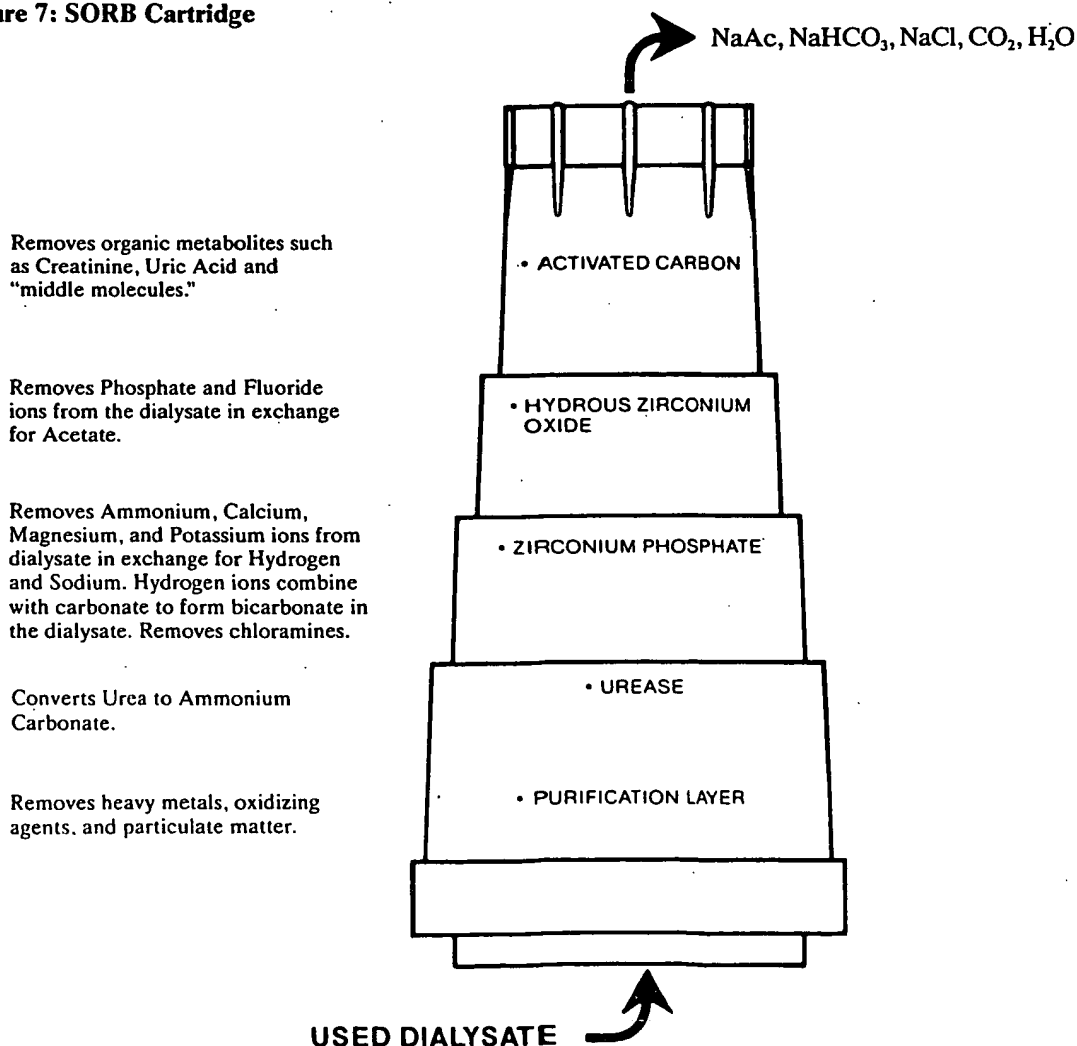 re 7: SORB Cartridge
NaAc, NaHCO₃, NaCl, CO₂, H₂O
Removes organic metabolites such
as Creatinine, Uric Acid and
“middle molecules.”
• ACTIVATED CARBON
Removes Phosphate and Fluoride
ions from the dialysate in exchange
for Acetate.
• HYDROUS ZIRCONIUM
OXIDE
Removes Ammonium, Calcium,
Magnesium, and Potassium ions from
dialysate in exchange for Hydrogen
and Sodium. Hydrogen ions combine
with carbonate to form bicarbonate in
the dialysate. Removes chloramines.
• ZIRCONIUM PHOSPHATE
Converts Urea to Ammonium
Carbonate.
• UREASE
Removes heavy metals, oxidizing
agents, and particulate matter.
• PURIFICATION LAYER
USED DIALYSATE